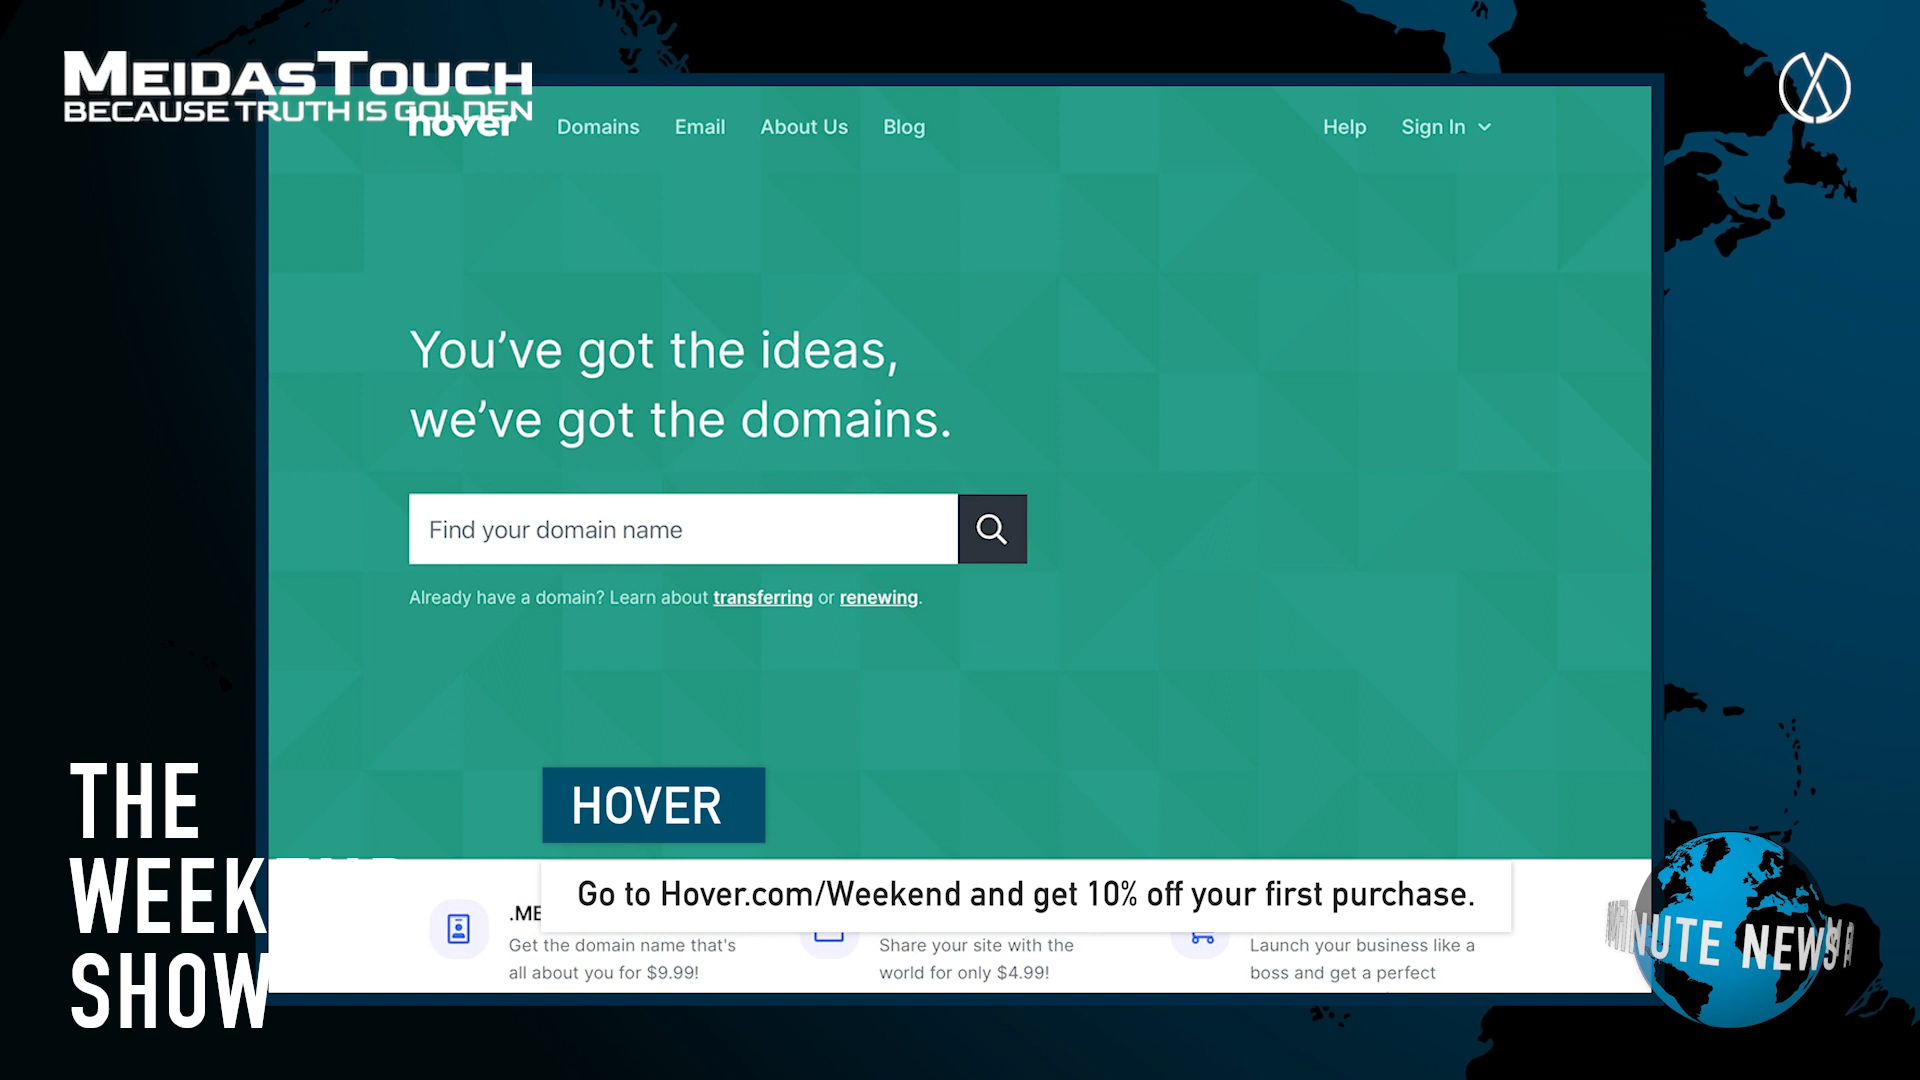 MEIDASTOUCH
BECAUSE TRUTH IS GOLDEN
hover
Domains
Email
About Us
Blog
Help
Sign In
You've got the ideas,
we've got the domains.
Find your domain name
Already have a domain? Learn about transferring or renewing.
HOVER
Go to Hover.com/Weekend and get 10% off your first purchase.
.ME
Get the domain name that's
all about you for $9.99!
Share your site with the
world for only $4.99!
Launch your business like a
boss and get a perfect
THE
WEEKEND
SHOW
MINUTE NEWS